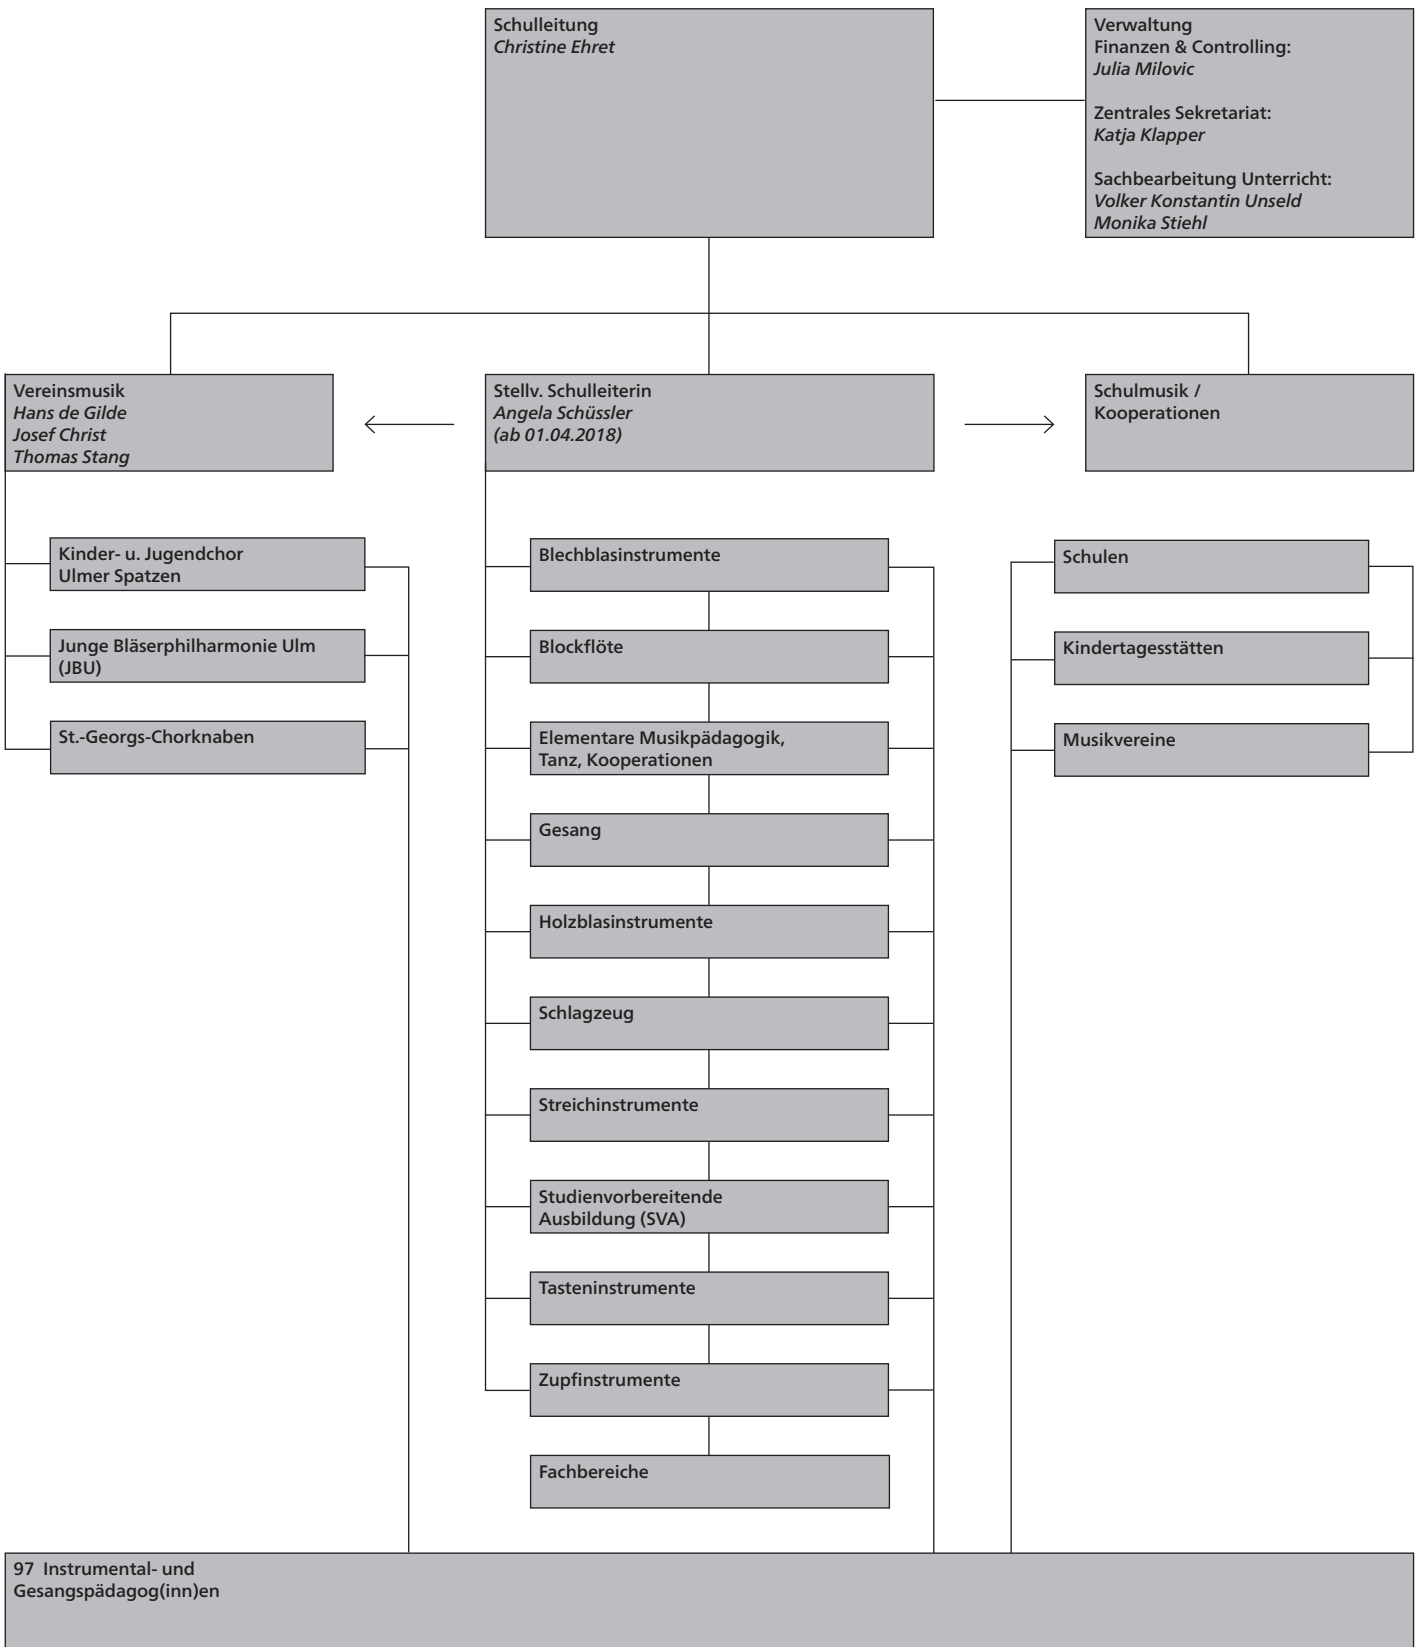 Schulleitung
Christine Ehret
Verwaltung
Finanzen & Controlling:
Julia Milovic
Zentrales Sekretariat:
Katja Klapper
Sachbearbeitung Unterricht:
Volker Konstantin Unseld
Monika Stiehl
Vereinsmusik
Hans de Gilde
Josef Christ
Thomas Stang
Stellv. Schulleiterin
Angela Schüssler
(ab 01.04.2018)
Schulmusik /
Kooperationen
Kinder- u. Jugendchor
Ulmer Spatzen
Junge Bläserphilharmonie Ulm
(JBU)
St.-Georgs-Chorknaben
Blechblasinstrumente
Blockflöte
Elementare Musikpädagogik,
Tanz, Kooperationen
Gesang
Holzblasinstrumente
Schlagzeug
Streichinstrumente
Studienvorbereitende
Ausbildung (SVA)
Tasteninstrumente
Zupfinstrumente
Fachbereiche
Schulen
Kindertagesstätten
Musikvereine
97 Instrumental- und
Gesangspädagog(inn)en